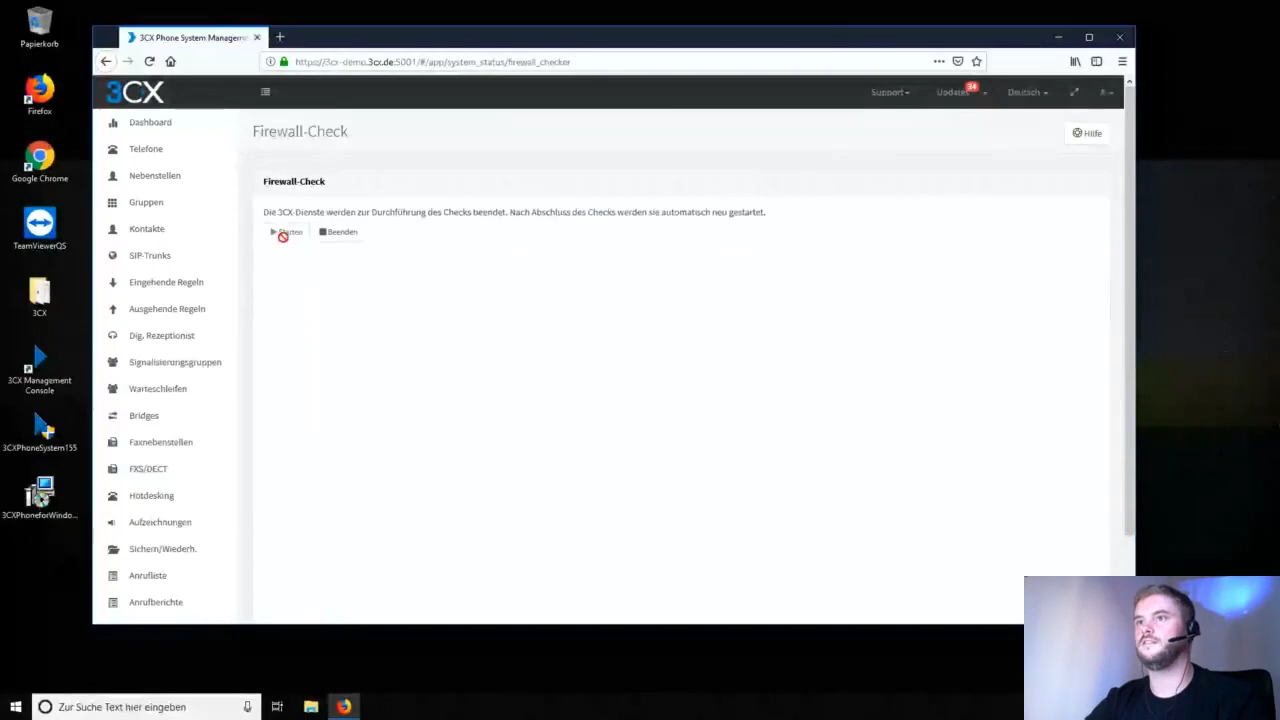 Papierkorb
Firefox
Google Chrome
TeamViewerQS
3CX
3CX Management
Console
3CXPhoneSystem155
3CXPhoneforWindo...
3CX Phone System Manageme
https://3cx-demo.3cx.de:5001/#/app/system_status/firewall_checker
3CX
Support
Updates
34
Deutsch
Dashboard
Telefone
Nebenstellen
Gruppen
Kontakte
SIP-Trunks
Eingehende Regeln
Ausgehende Regeln
Dig. Rezeptionist
Signalisierungsgruppen
Warteschleifen
Bridges
Faxnebenstellen
FXS/DECT
Hotdesking
Aufzeichnungen
Sichern/Wiederh.
Anrufliste
Anrufberichte
Firewall-Check
Hilfe
Firewall-Check
Die 3CX-Dienste werden zur Durchführung des Checks beendet. Nach Abschluss des Checks werden sie automatisch neu gestartet.
Starten
Beenden
Zur Suche Text hier eingeben